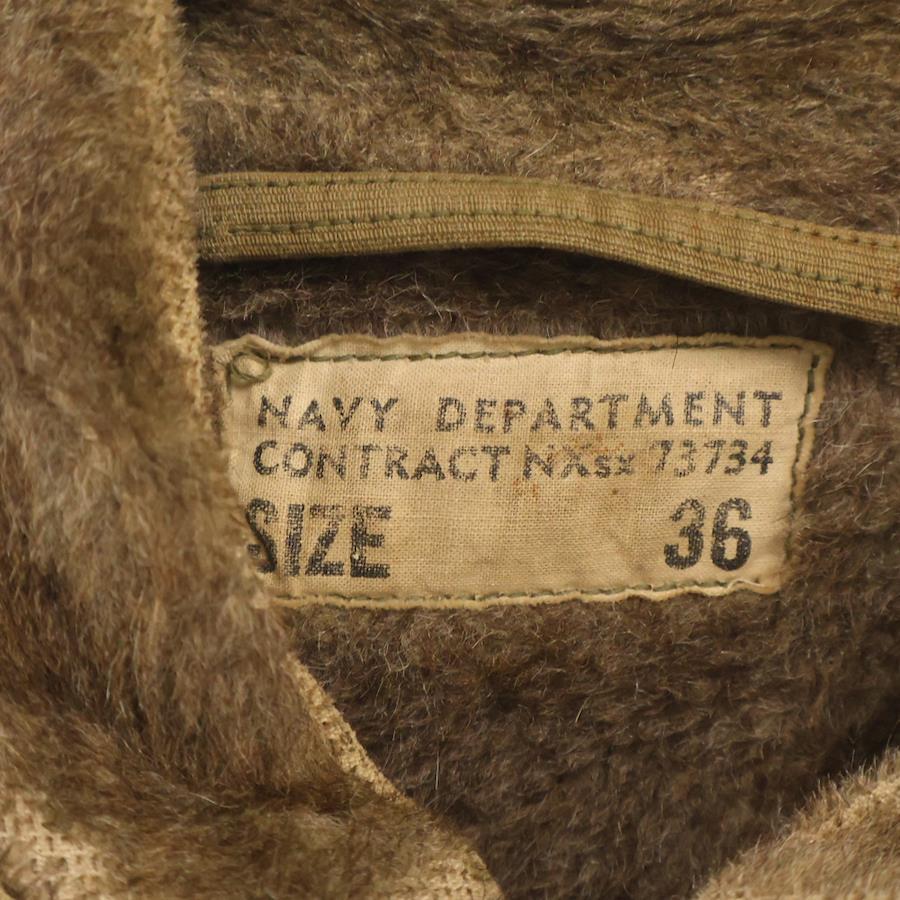 NAVY DEPARTMENT
CONTRACT NXsx 73734
SIZE 36